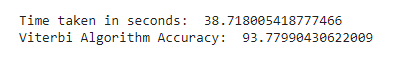 Time taken in seconds:  38.718005418777466
Viterbi Algorithm Accuracy:  93.77990430622009